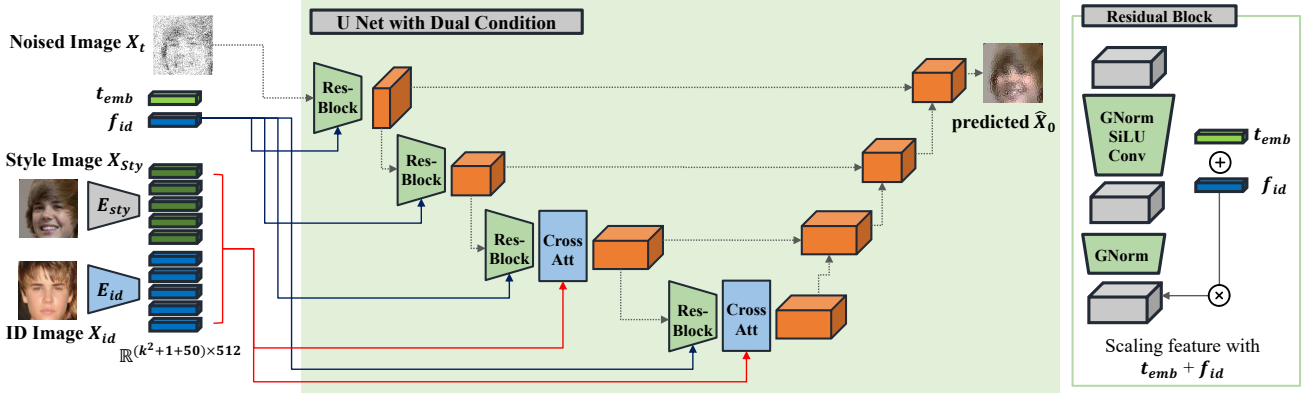 U Net with Dual Condition
Noised Image X_t
t_emb
f_id
Style Image X_Sty
E_sty
E_id
ID Image X_id
ℝ^(k²+1+50)×512
Res-
Block
Res-
Block
Res-
Block
Cross
Att
Res-
Block
Cross
Att
predicted X̂_0
Residual Block
GNorm
SiLU
Conv
t_emb
+
f_id
GNorm
×
Scaling feature with
t_emb + f_id